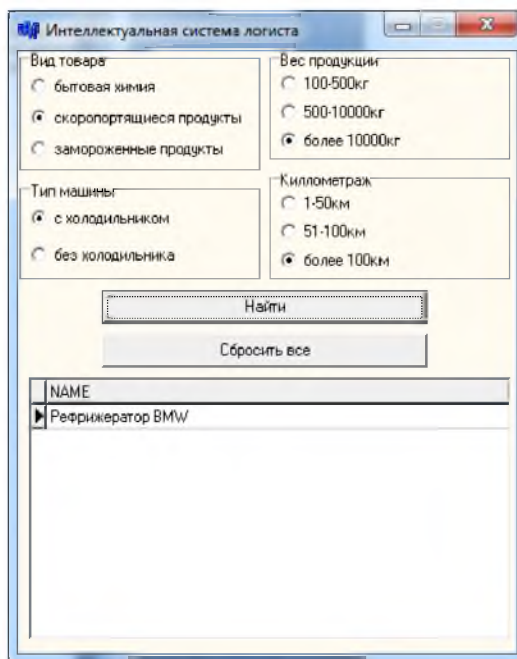 Интеллектуальная система логиста
Вид товара
бытовая химия
скоропортящиеся продукты
замороженные продукты
Вес продукции
100-500кг
500-10000кг
более 10000кг
Тип машины
с холодильником
без холодильника
Киллометраж
1-50км
51-100км
более 100км
Найти
Сбросить все
NAME
Рефрижератор BMW